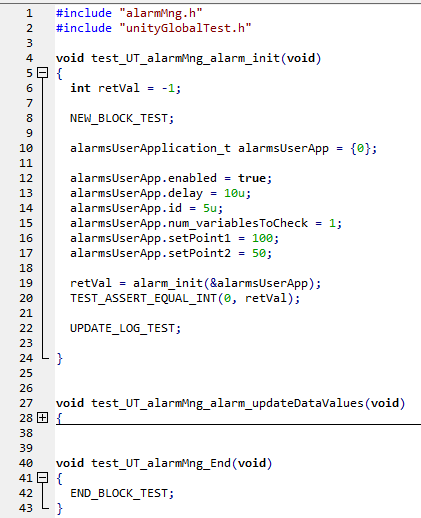 1 #include "alarmMng.h"
2 #include "unityGlobalTest.h"
3
4 void test_UT_alarmMng_alarm_init(void)
5 {
6 int retVal = -1;
7
8 NEW_BLOCK_TEST;
9
10 alarmsUserApplication_t alarmsUserApp = {0};
11
12 alarmsUserApp.enabled = true;
13 alarmsUserApp.delay = 10u;
14 alarmsUserApp.id = 5u;
15 alarmsUserApp.num_variablesToCheck = 1;
16 alarmsUserApp.setPoint1 = 100;
17 alarmsUserApp.setPoint2 = 50;
18
19 retVal = alarm_init(&alarmsUserApp);
20 TEST_ASSERT_EQUAL_INT(0, retVal);
21
22 UPDATE_LOG_TEST;
23
24 }
25
26
27 void test_UT_alarmMng_alarm_updateDataValues(void)
28 {
38
39
40 void test_UT_alarmMng_End(void)
41 {
42 END_BLOCK_TEST;
43 }